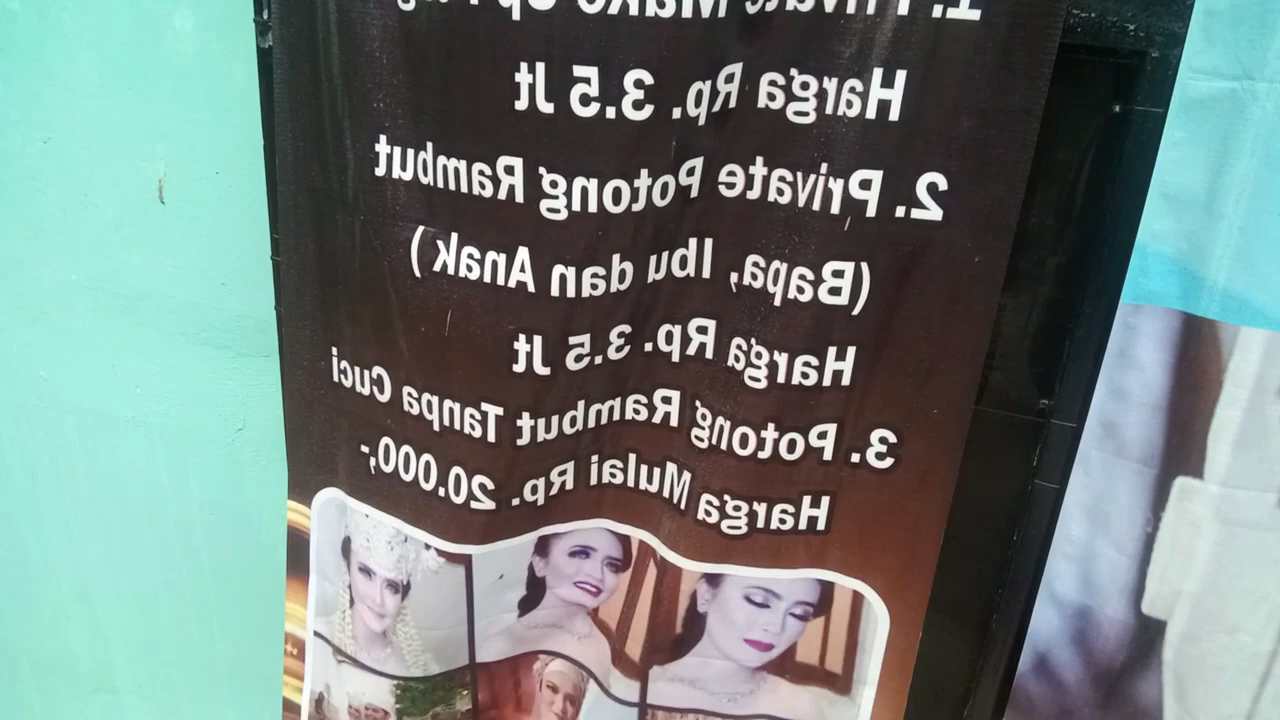 1. Private Make Up
Harga Rp. 3.5 Jt
2. Private Potong Rambut
(Bapa, Ibu dan Anak )
Harga Rp. 3.5 Jt
3. Potong Rambut Tanpa Cuci
Harga Mulai Rp. 20.000,-